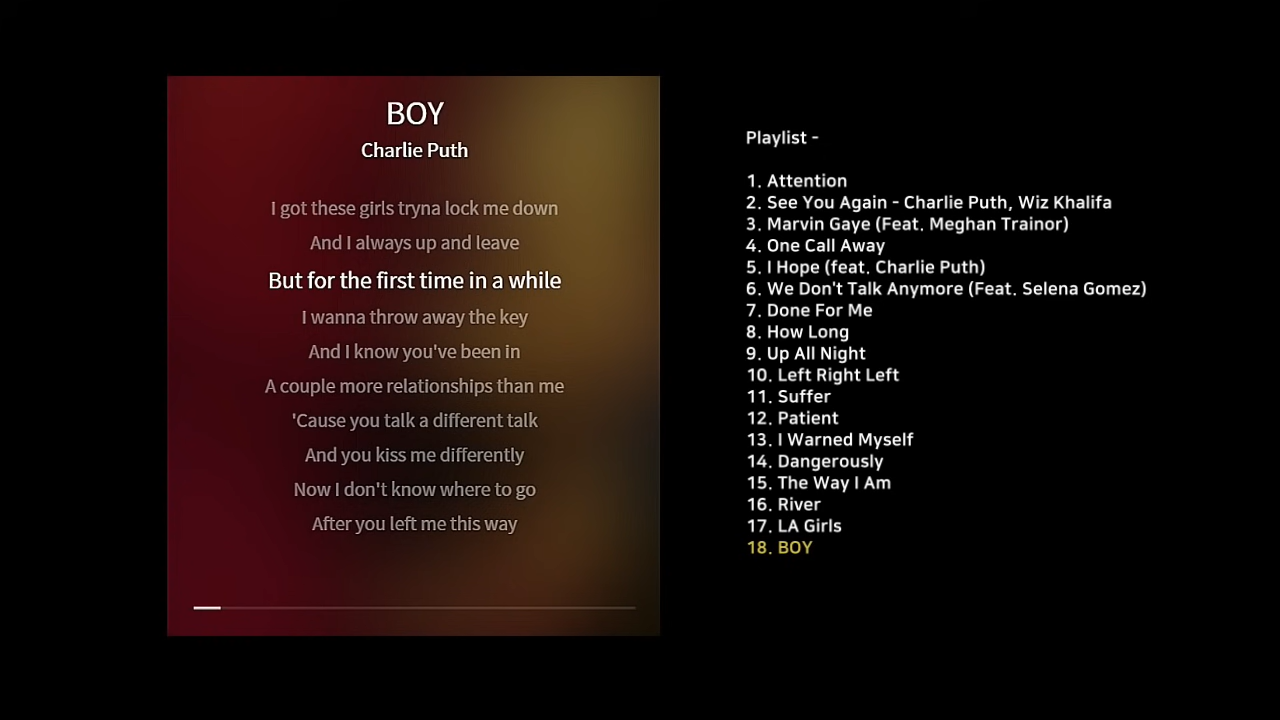 BOY
Charlie Puth
I got these girls tryna lock me down
And I always up and leave
But for the first time in a while
I wanna throw away the key
And I know you've been in
A couple more relationships than me
'Cause you talk a different talk
And you kiss me differently
Now I don't know where to go
After you left me this way
Playlist -
1. Attention
2. See You Again - Charlie Puth, Wiz Khalifa
3. Marvin Gaye (Feat. Meghan Trainor)
4. One Call Away
5. I Hope (feat. Charlie Puth)
6. We Don't Talk Anymore (Feat. Selena Gomez)
7. Done For Me
8. How Long
9. Up All Night
10. Left Right Left
11. Suffer
12. Patient
13. I Warned Myself
14. Dangerously
15. The Way I Am
16. River
17. LA Girls
18. BOY